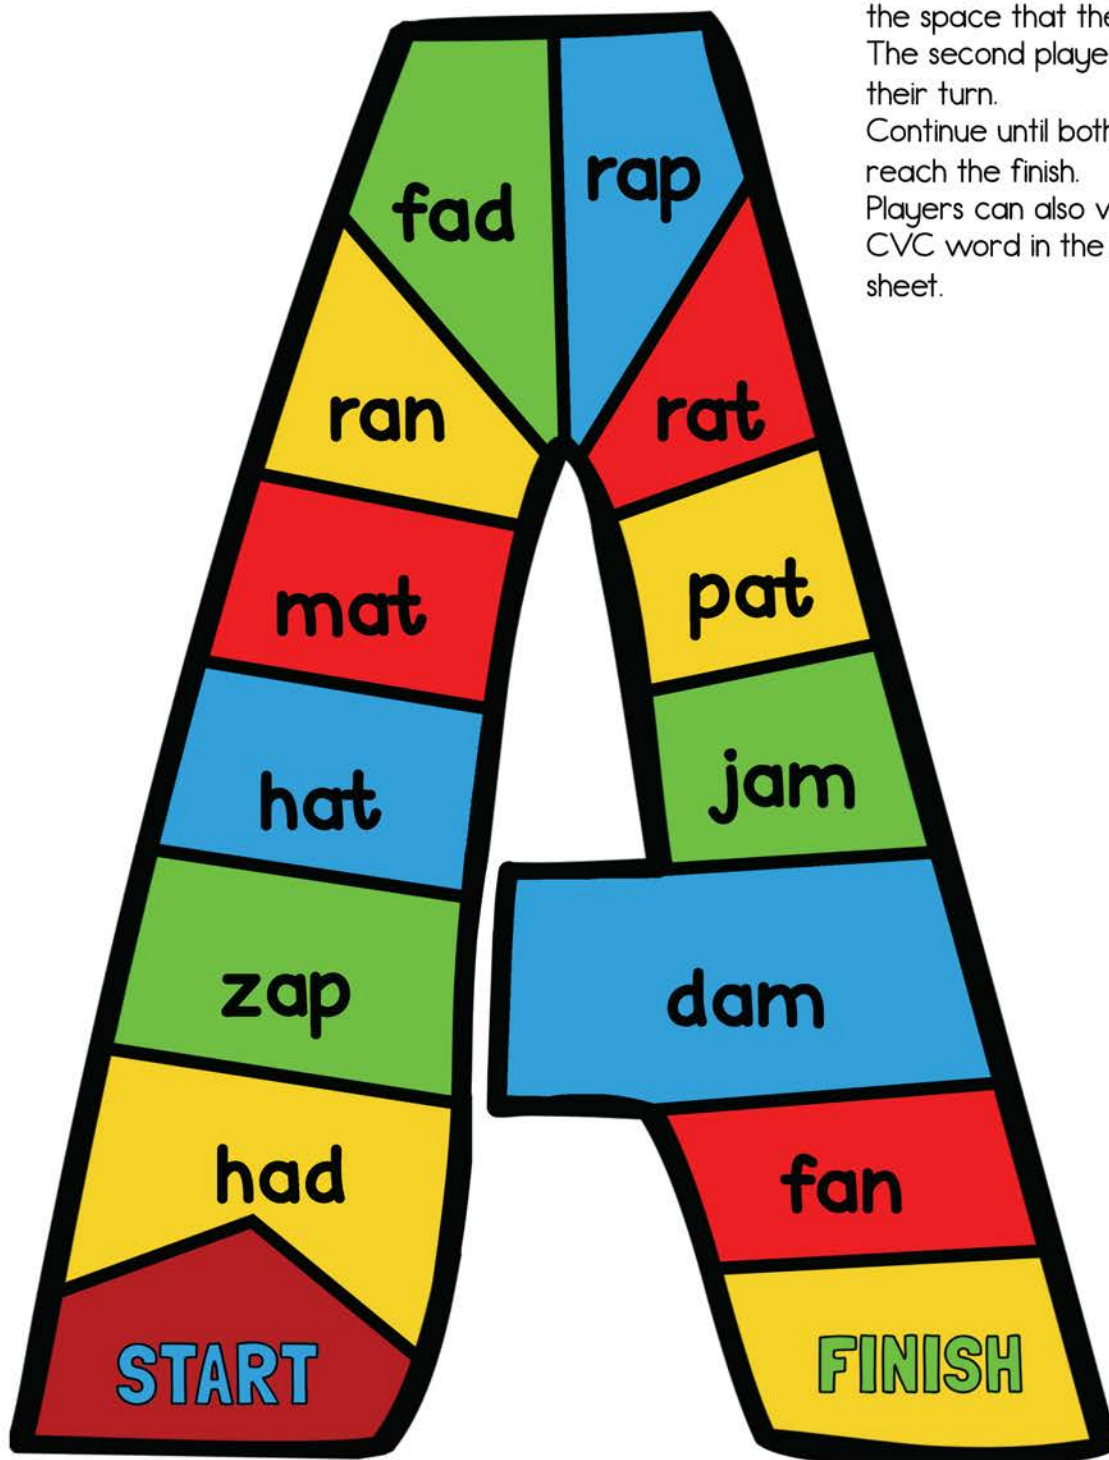 the space that the
The second playe
their turn.
Continue until both
reach the finish.
Players can also v
CVC word in the
sheet.
fad
rap
ran
rat
mat
pat
hat
jam
zap
dam
had
fan
START
FINISH